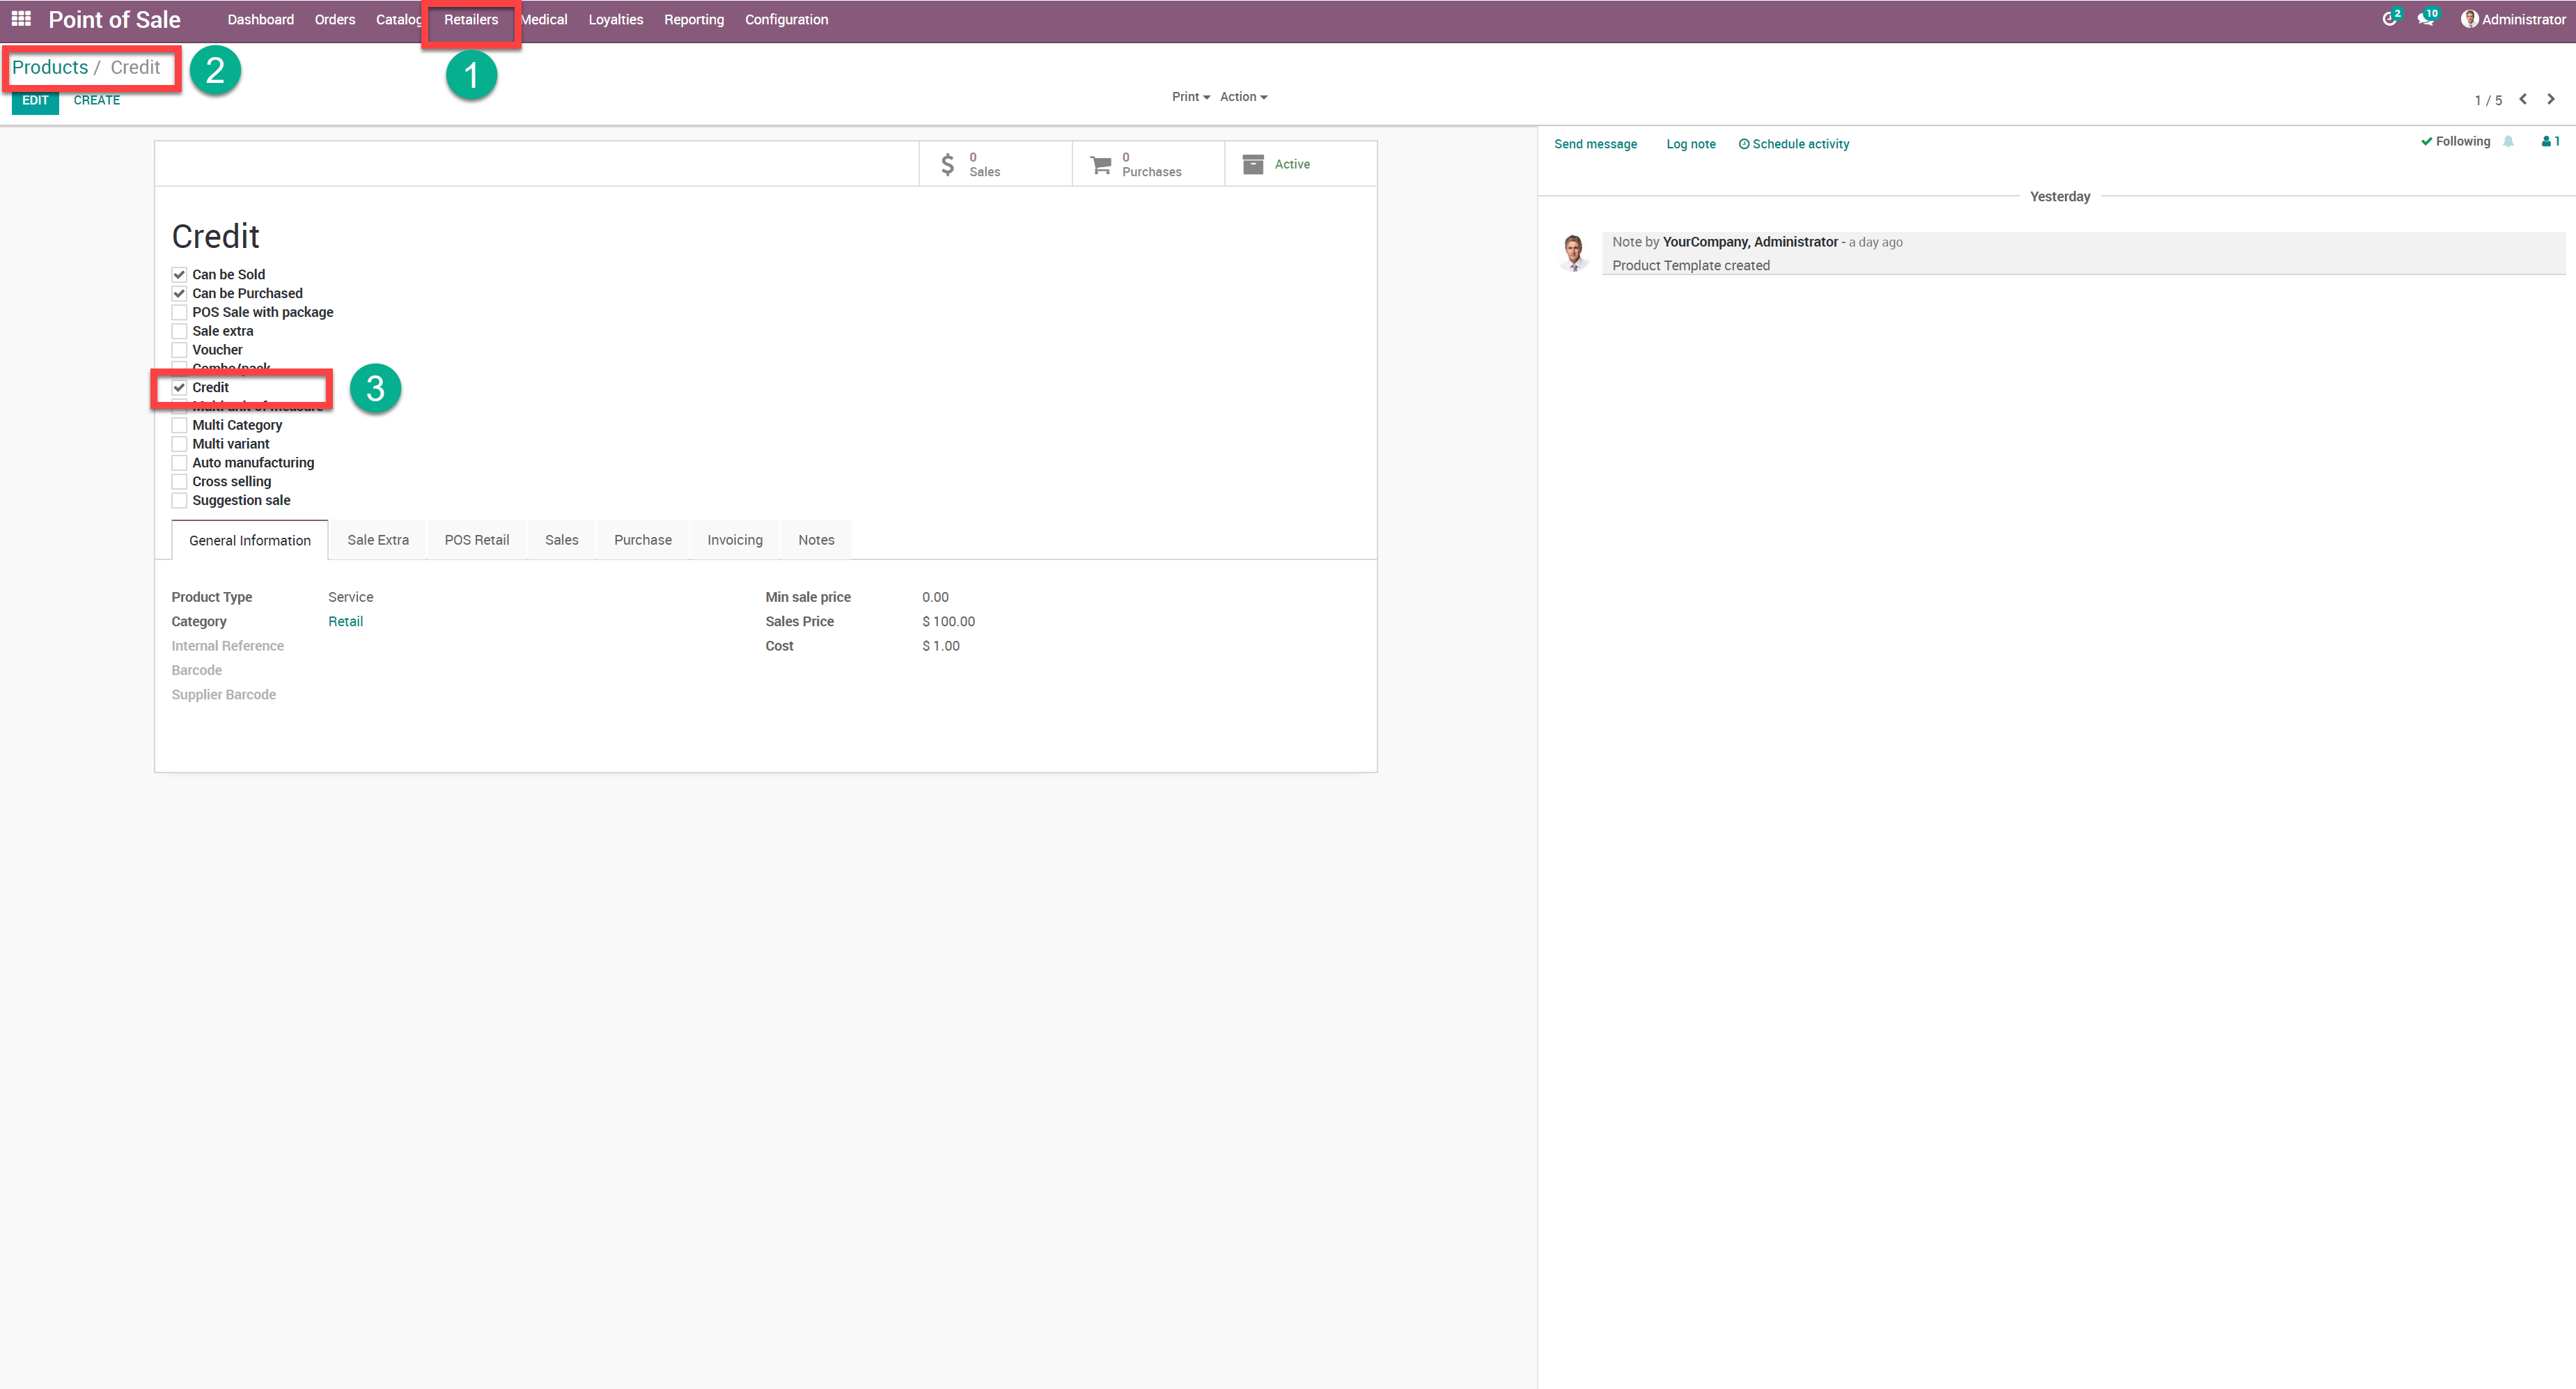 Point of Sale Dashboard Orders Catalog Retailers Medical Loyalties Reporting Configuration 2 10 Administrator
Products / Credit 2 1
EDIT CREATE Print Action 1 / 5
Send message Log note Schedule activity Following 1
0 Sales 0 Purchases Active
Yesterday
Credit
Note by YourCompany, Administrator - a day ago
Product Template created
Can be Sold
Can be Purchased
POS Sale with package
Sale extra
Voucher
Combo/pack
Credit 3
Multi unit of measure
Multi Category
Multi variant
Auto manufacturing
Cross selling
Suggestion sale
General Information Sale Extra POS Retail Sales Purchase Invoicing Notes
Product Type Service Min sale price 0.00
Category Retail Sales Price $ 100.00
Internal Reference Cost $ 1.00
Barcode
Supplier Barcode